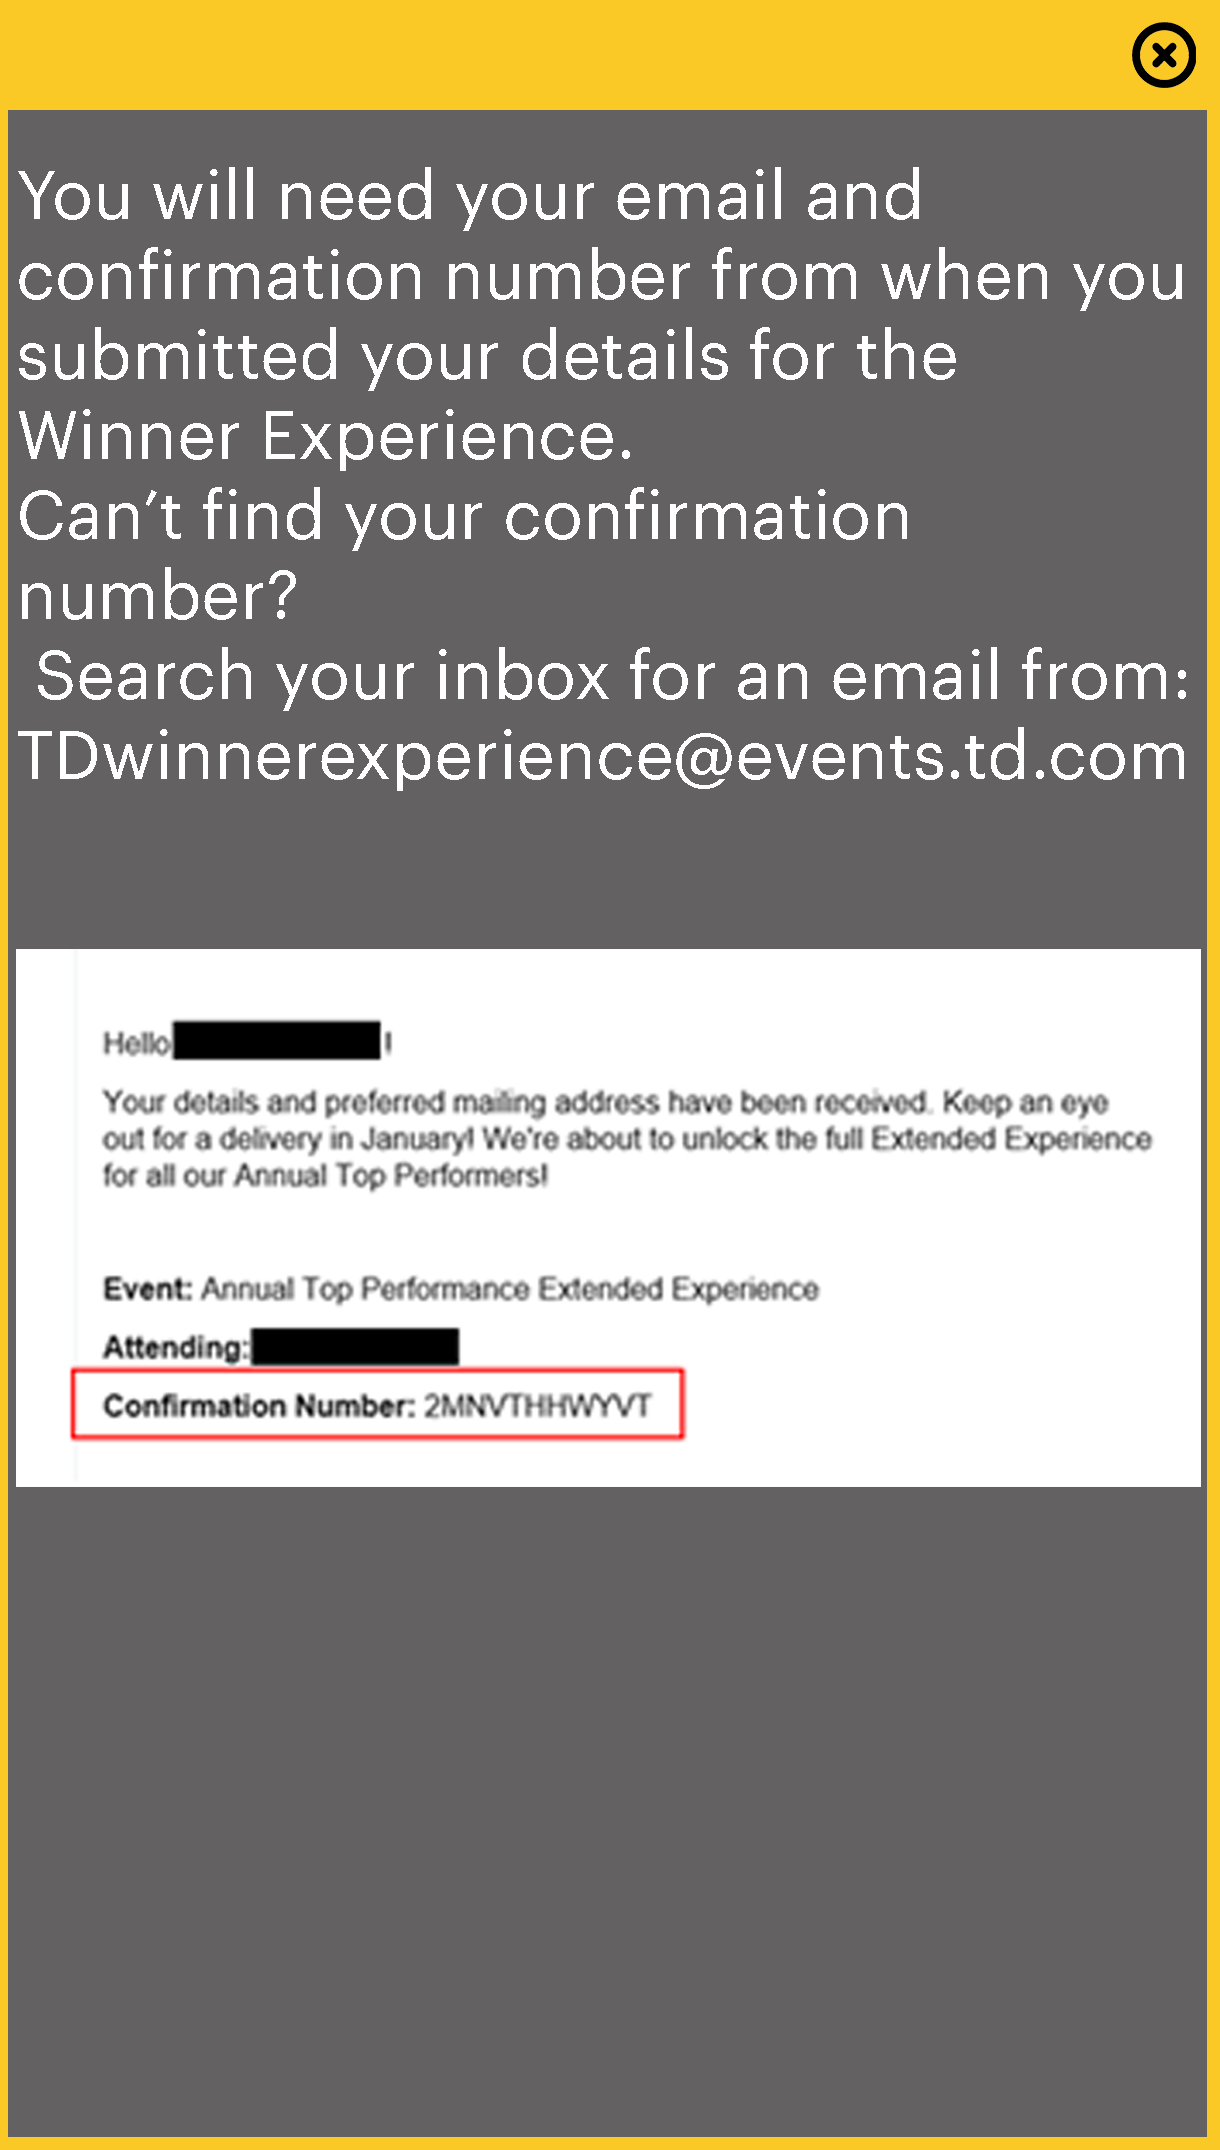 You will need your email and
confirmation number from when you
submitted your details for the
Winner Experience.
Can’t find your confirmation
number?
Search your inbox for an email from:
TDwinnerexperience@events.td.com
Hello !
Your details and preferred mailing address have been received. Keep an eye
out for a delivery in January! We're about to unlock the full Extended Experience
for all our Annual Top Performers!
Event: Annual Top Performance Extended Experience
Attending:
Confirmation Number: 2MNVTHHWYVT